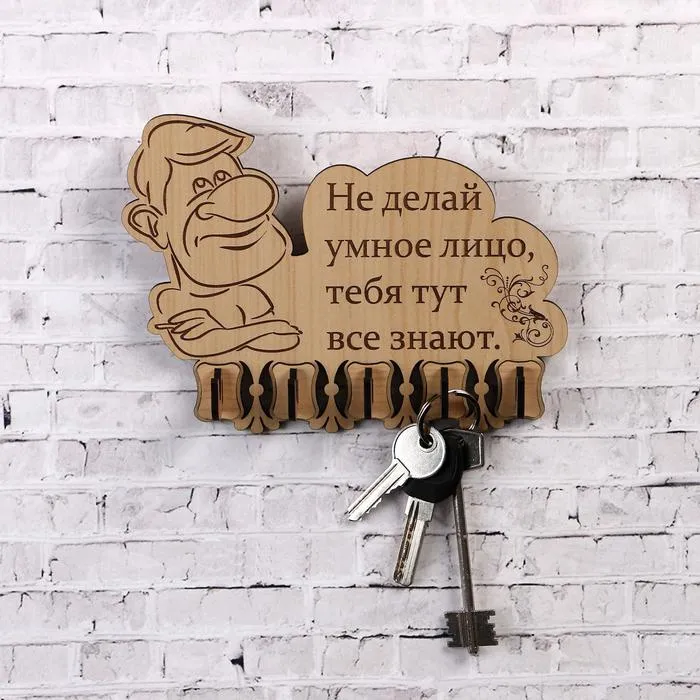 Не делай
умное лицо,
тебя тут
все знают.